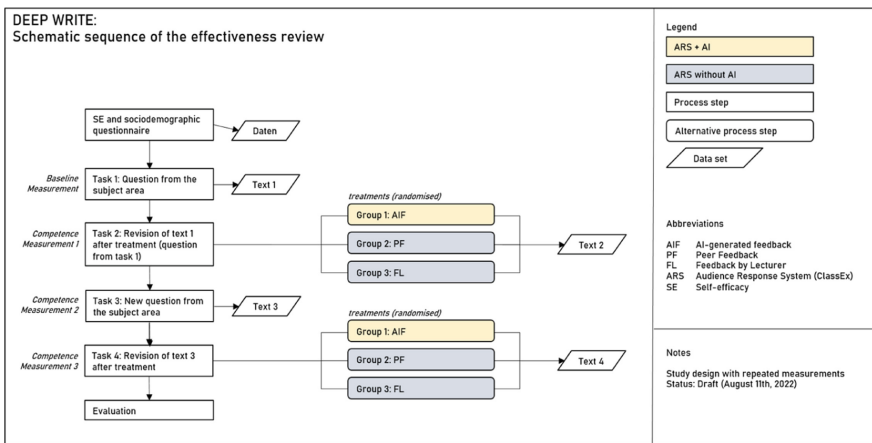 DEEP WRITE:
Schematic sequence of the effectiveness review
SE and sociodemographic
questionnaire
Daten
Baseline
Measurement
Task 1: Question from the
subject area
Text 1
Competence
Measurement 1
Task 2: Revision of text 1
after treatment (question
from task 1)
treatments (randomised)
Group 1: AIF
Group 2: PF
Group 3: FL
Text 2
Competence
Measurement 2
Task 3: New question from
the subject area
Text 3
Competence
Measurement 3
Task 4: Revision of text 3
after treatment
treatments (randomised)
Group 1: AIF
Group 2: PF
Group 3: FL
Text 4
Evaluation
Legend
ARS + AI
ARS without AI
Process step
Alternative process step
Data set
Abbreviations
AIF AI-generated feedback
PF Peer Feedback
FL Feedback by Lecturer
ARS Audience Response System (ClassEx)
SE Self-efficacy
Notes
Study design with repeated measurements
Status: Draft (August 11th, 2022)